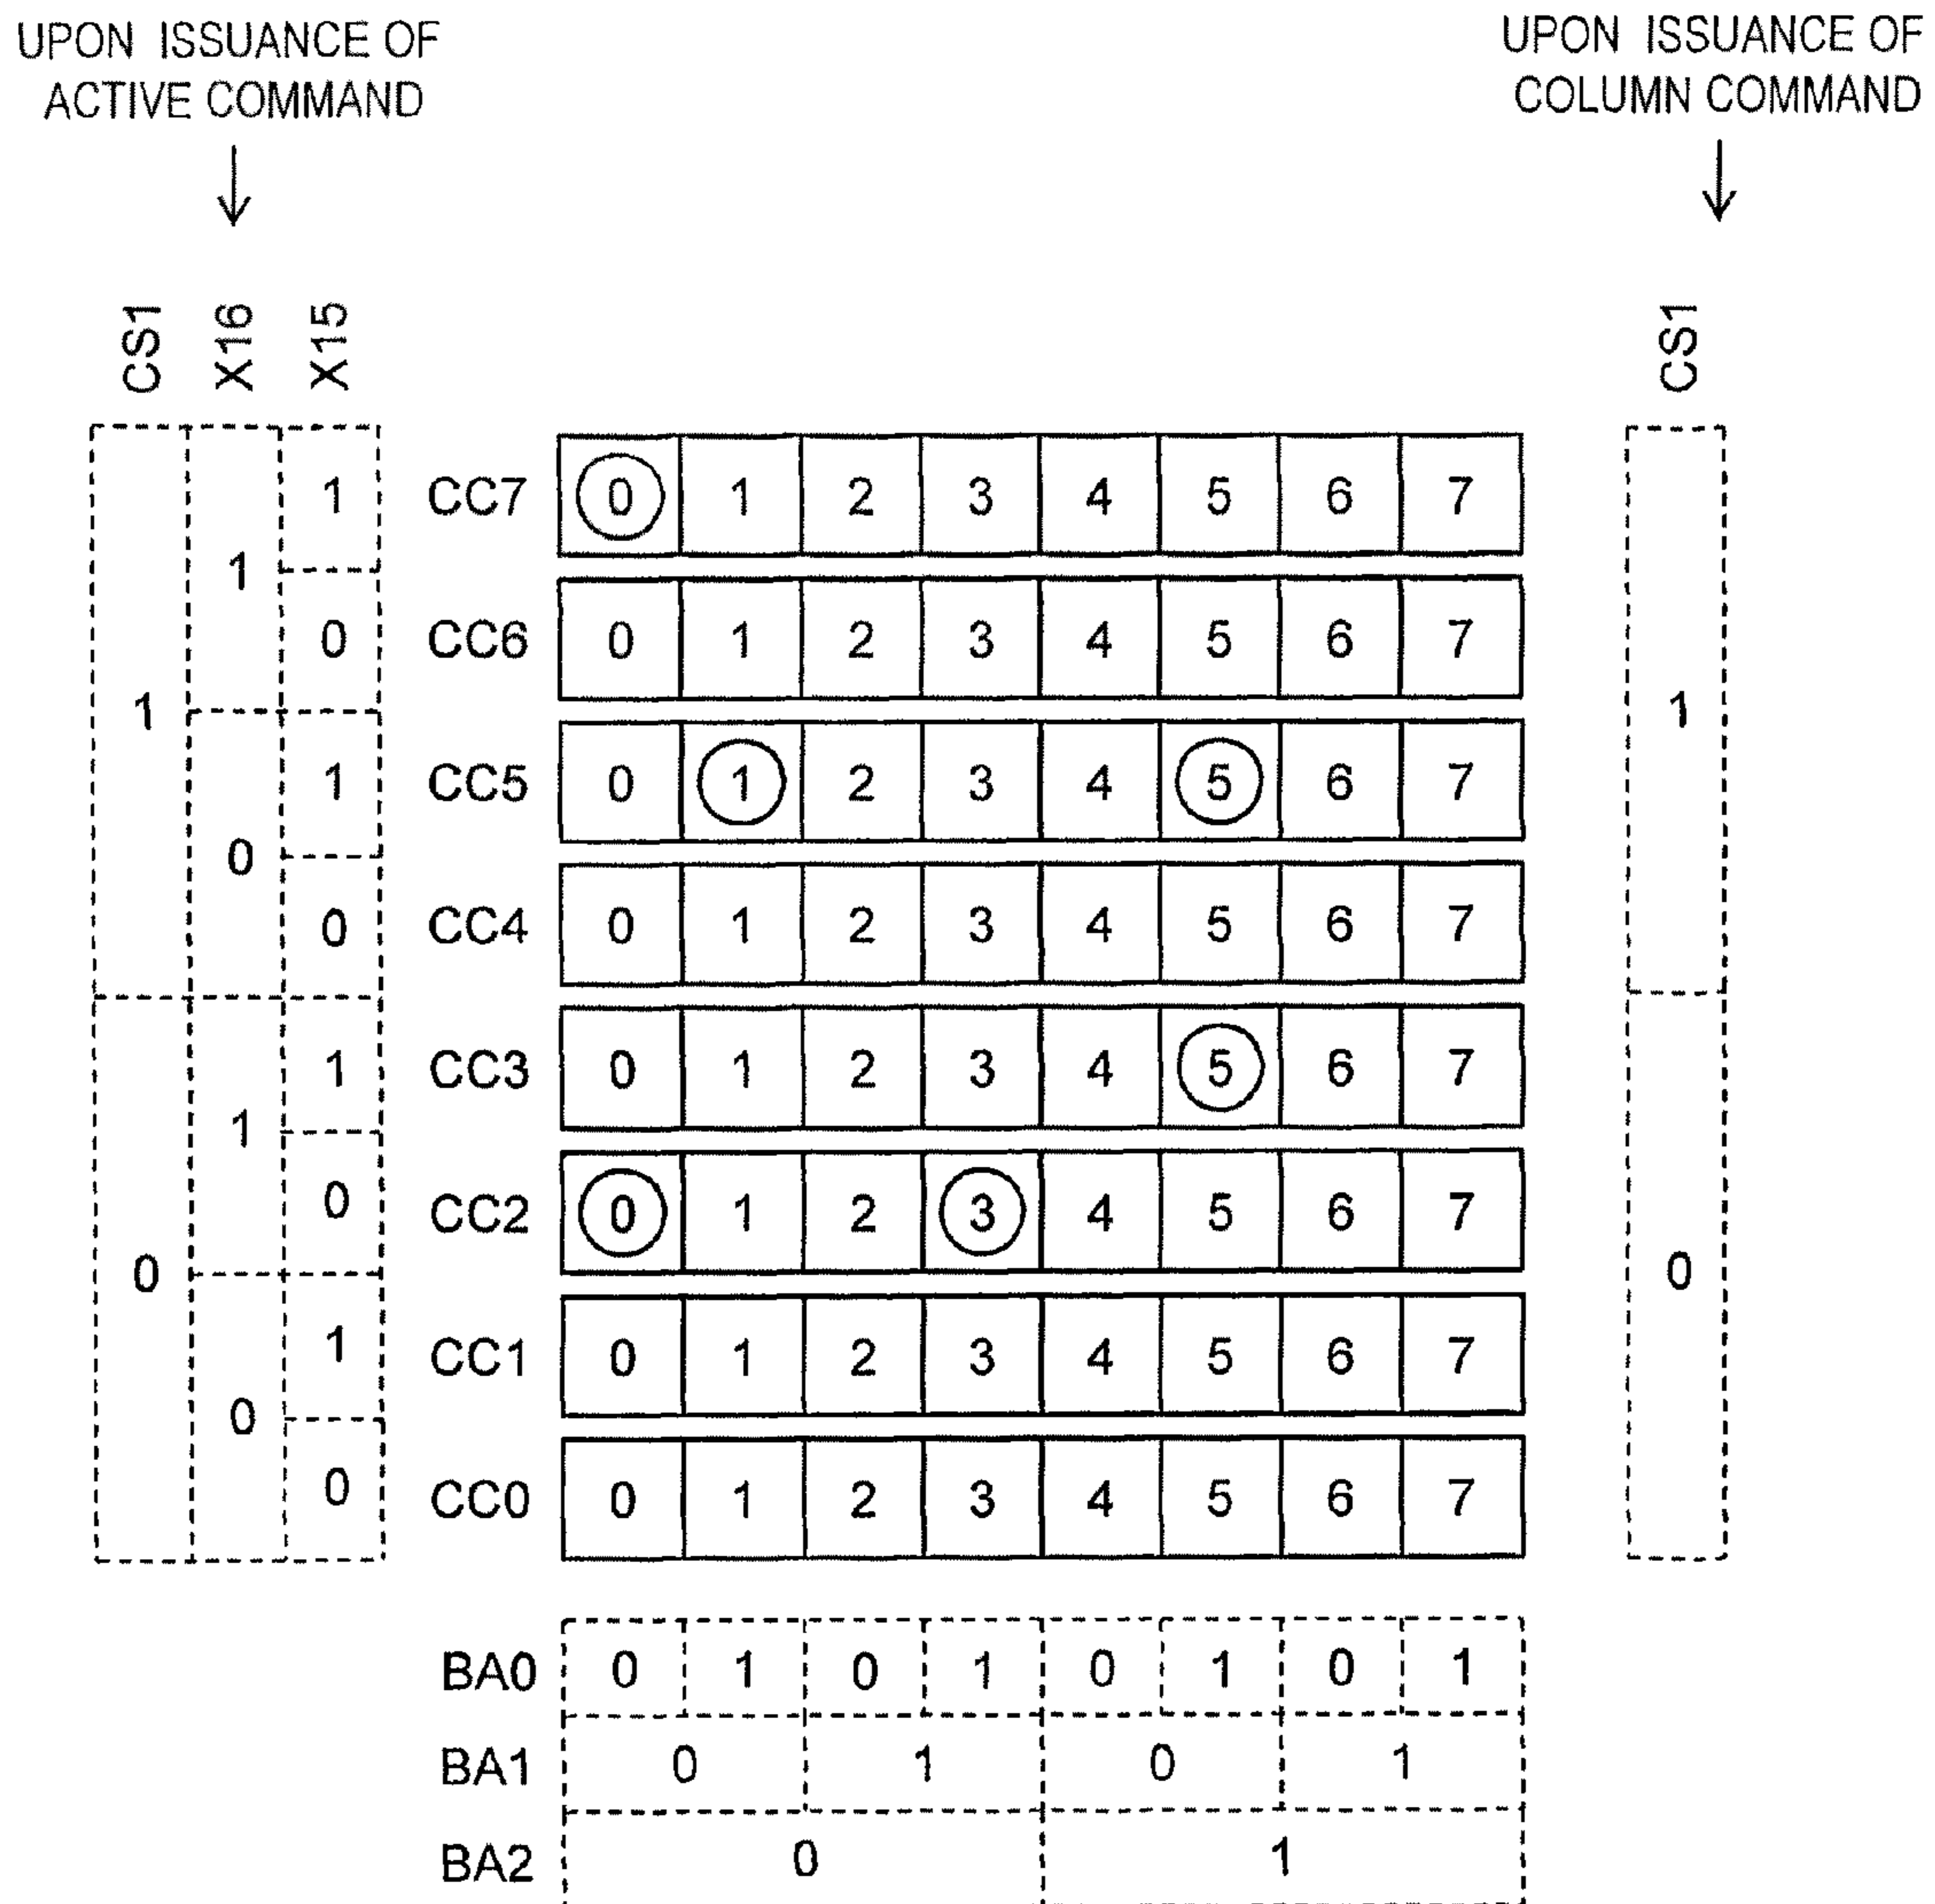 UPON ISSUANCE OF
ACTIVE COMMAND
UPON ISSUANCE OF
COLUMN COMMAND
CS1 X16 X15
CS1
1 CC7 0 1 2 3 4 5 6 7
1
0 CC6 0 1 2 3 4 5 6 7
1 1
1 CC5 0 1 2 3 4 5 6 7
0
0 CC4 0 1 2 3 4 5 6 7
1 CC3 0 1 2 3 4 5 6 7
1
0 CC2 0 1 2 3 4 5 6 7
0 0
1 CC1 0 1 2 3 4 5 6 7
0
0 CC0 0 1 2 3 4 5 6 7
BA0 0 1 0 1 0 1 0 1
BA1 0 1 0 1
BA2 0 1